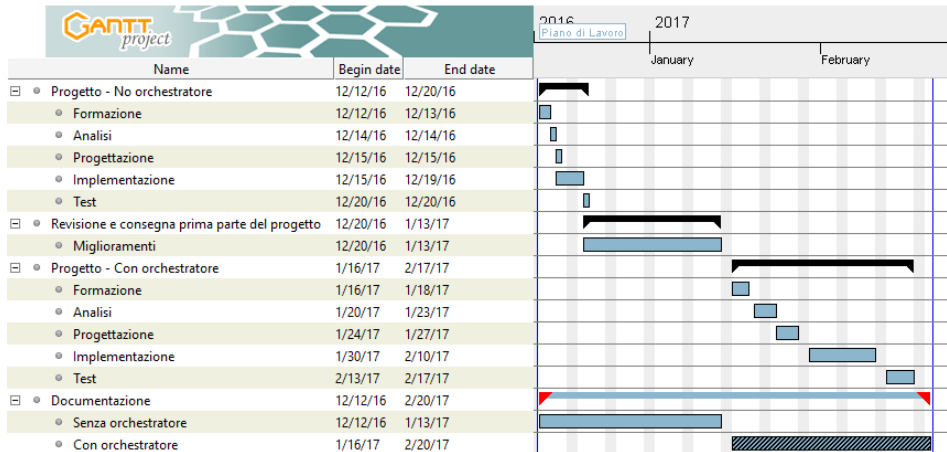 GANTT
project
2016 2017
Piano di Lavoro
January February
Name Begin date End date
Progetto - No orchestratore 12/12/16 12/20/16
Formazione 12/12/16 12/13/16
Analisi 12/14/16 12/14/16
Progettazione 12/15/16 12/15/16
Implementazione 12/15/16 12/19/16
Test 12/20/16 12/20/16
Revisione e consegna prima parte del progetto 12/20/16 1/13/17
Miglioramenti 12/20/16 1/13/17
Progetto - Con orchestratore 1/16/17 2/17/17
Formazione 1/16/17 1/18/17
Analisi 1/20/17 1/23/17
Progettazione 1/24/17 1/27/17
Implementazione 1/30/17 2/10/17
Test 2/13/17 2/17/17
Documentazione 12/12/16 2/20/17
Senza orchestratore 12/12/16 1/13/17
Con orchestratore 1/16/17 2/20/17